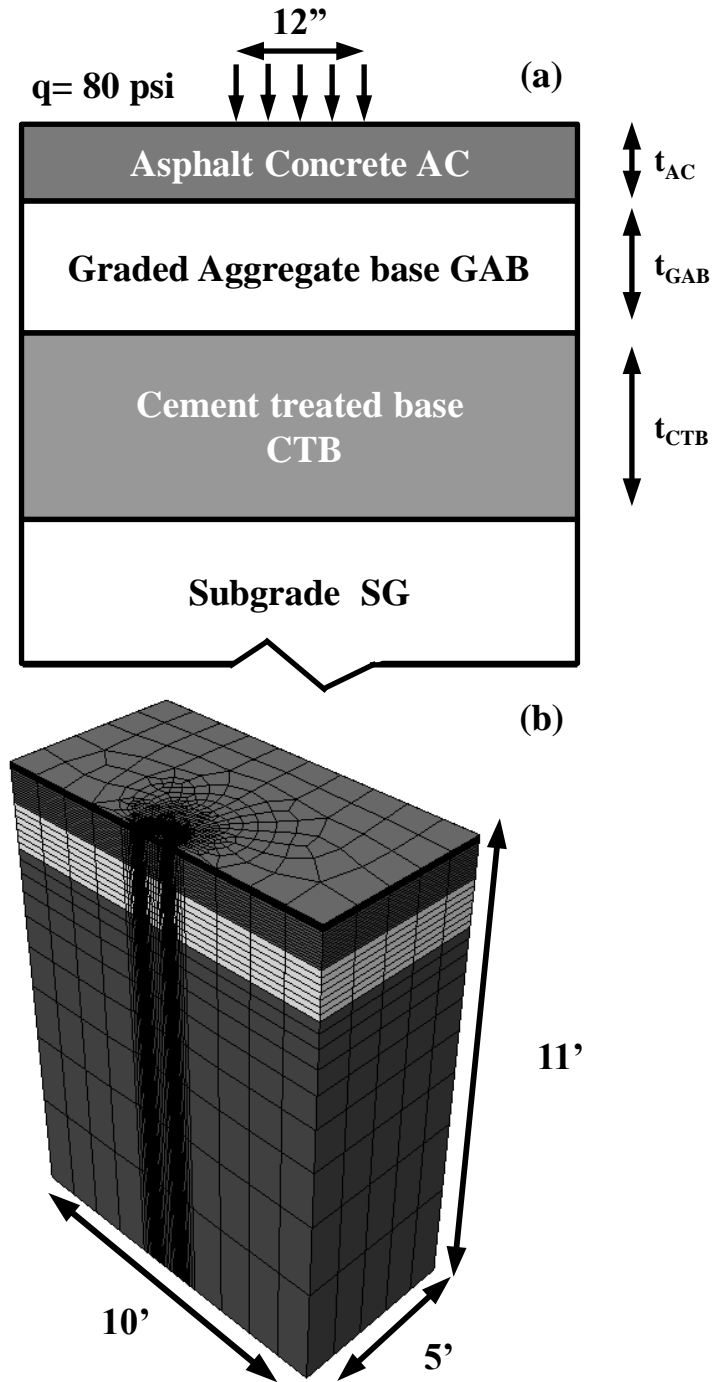 12”
q= 80 psi
(a)
Asphalt Concrete AC
tAC
Graded Aggregate base GAB
tGAB
Cement treated base
CTB
tCTB
Subgrade SG
(b)
11’
10’
5’